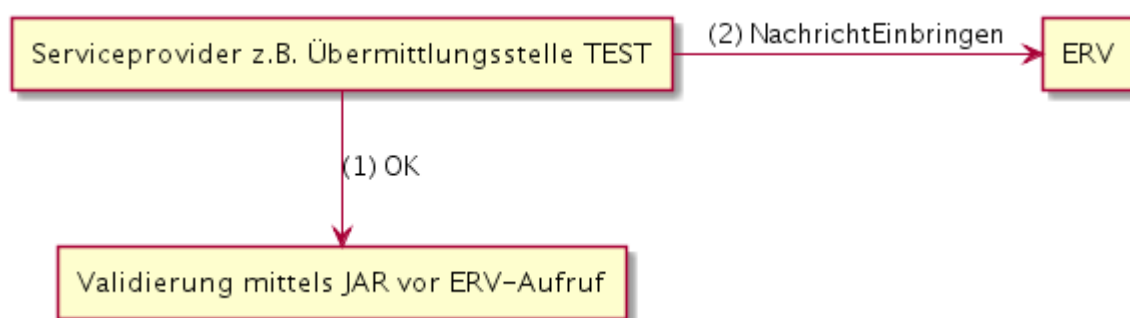 Serviceprovider z.B. Übermittlungsstelle TEST
(2) NachrichtEinbringen
ERV
(1) OK
Validierung mittels JAR vor ERV-Aufruf